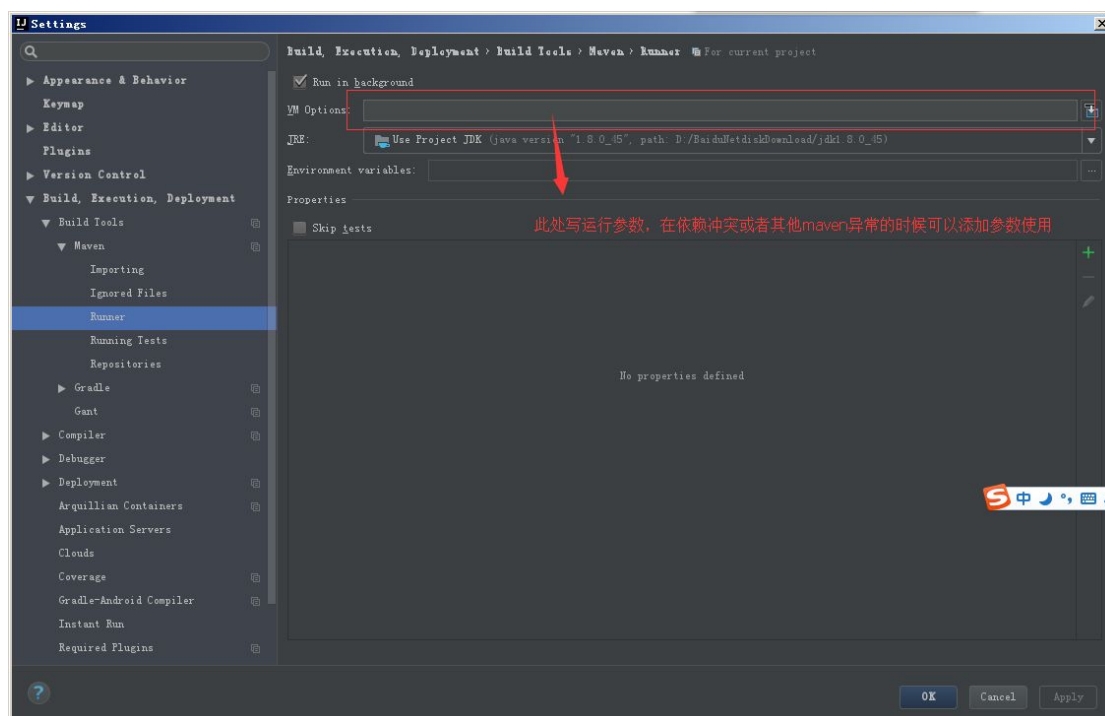 Settings
Build, Execution, Deployment › Build Tools › Maven › Runner For current project
Appearance & Behavior
Keymap
Editor
Plugins
Version Control
Build, Execution, Deployment
Build Tools
Maven
Importing
Ignored Files
Runner
Running Tests
Repositories
Gradle
Gant
Compiler
Debugger
Deployment
Arquillian Containers
Application Servers
Clouds
Coverage
Gradle-Android Compiler
Instant Run
Required Plugins
Run in background
VM Options:
JRE: Use Project JDK (java version "1.8.0_45", path: D:/BaiduNetdiskDownload/jdk1.8.0_45)
Environment variables:
Properties
Skip tests
此处写运行参数，在依赖冲突或者其他maven异常的时候可以添加参数使用
No properties defined
中
OK Cancel Apply